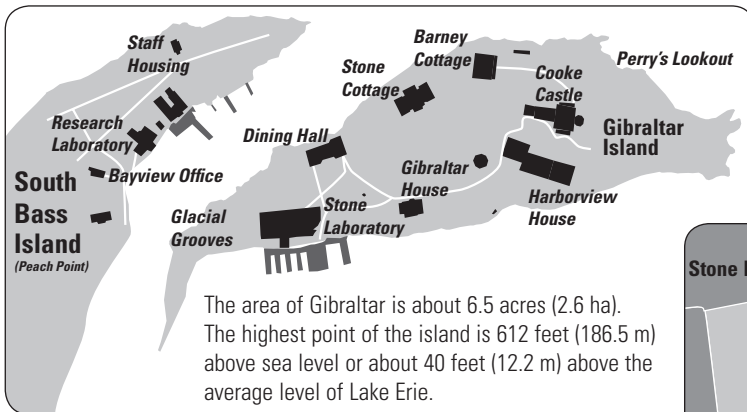 Staff
Housing
Research
Laboratory
Bayview Office
South
Bass
Island
(Peach Point)
Barney
Cottage
Stone
Cottage
Perry's Lookout
Cooke
Castle
Dining Hall
Gibraltar
Island
Gibraltar
House
Harborview
House
Glacial
Grooves
Stone
Laboratory
The area of Gibraltar is about 6.5 acres (2.6 ha).
The highest point of the island is 612 feet (186.5 m)
above sea level or about 40 feet (12.2 m) above the
average level of Lake Erie.
Stone